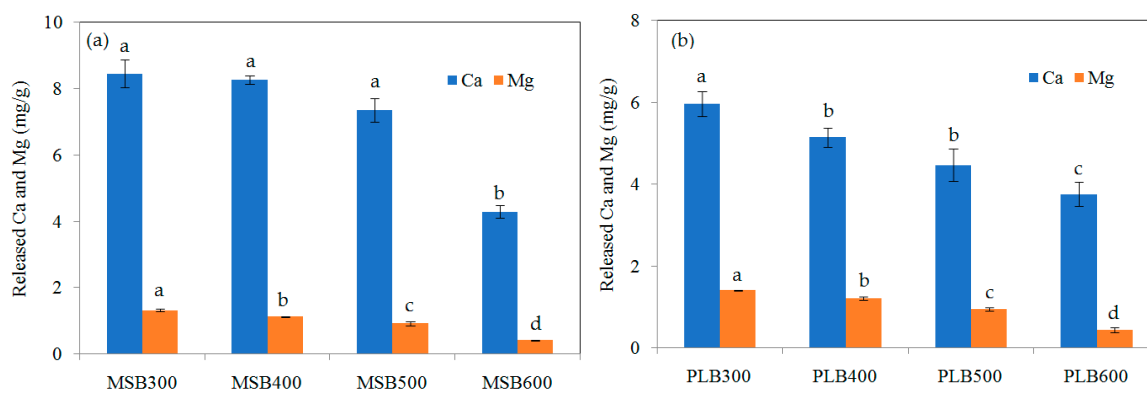 (a)
Ca Mg
Released Ca and Mg (mg/g)
10
8
6
4
2
0
a
a
a
b
a
b
c
d
MSB300 MSB400 MSB500 MSB600
(b)
Ca Mg
Released Ca and Mg (mg/g)
8
6
4
2
0
a
b
b
c
a
b
c
d
PLB300 PLB400 PLB500 PLB600